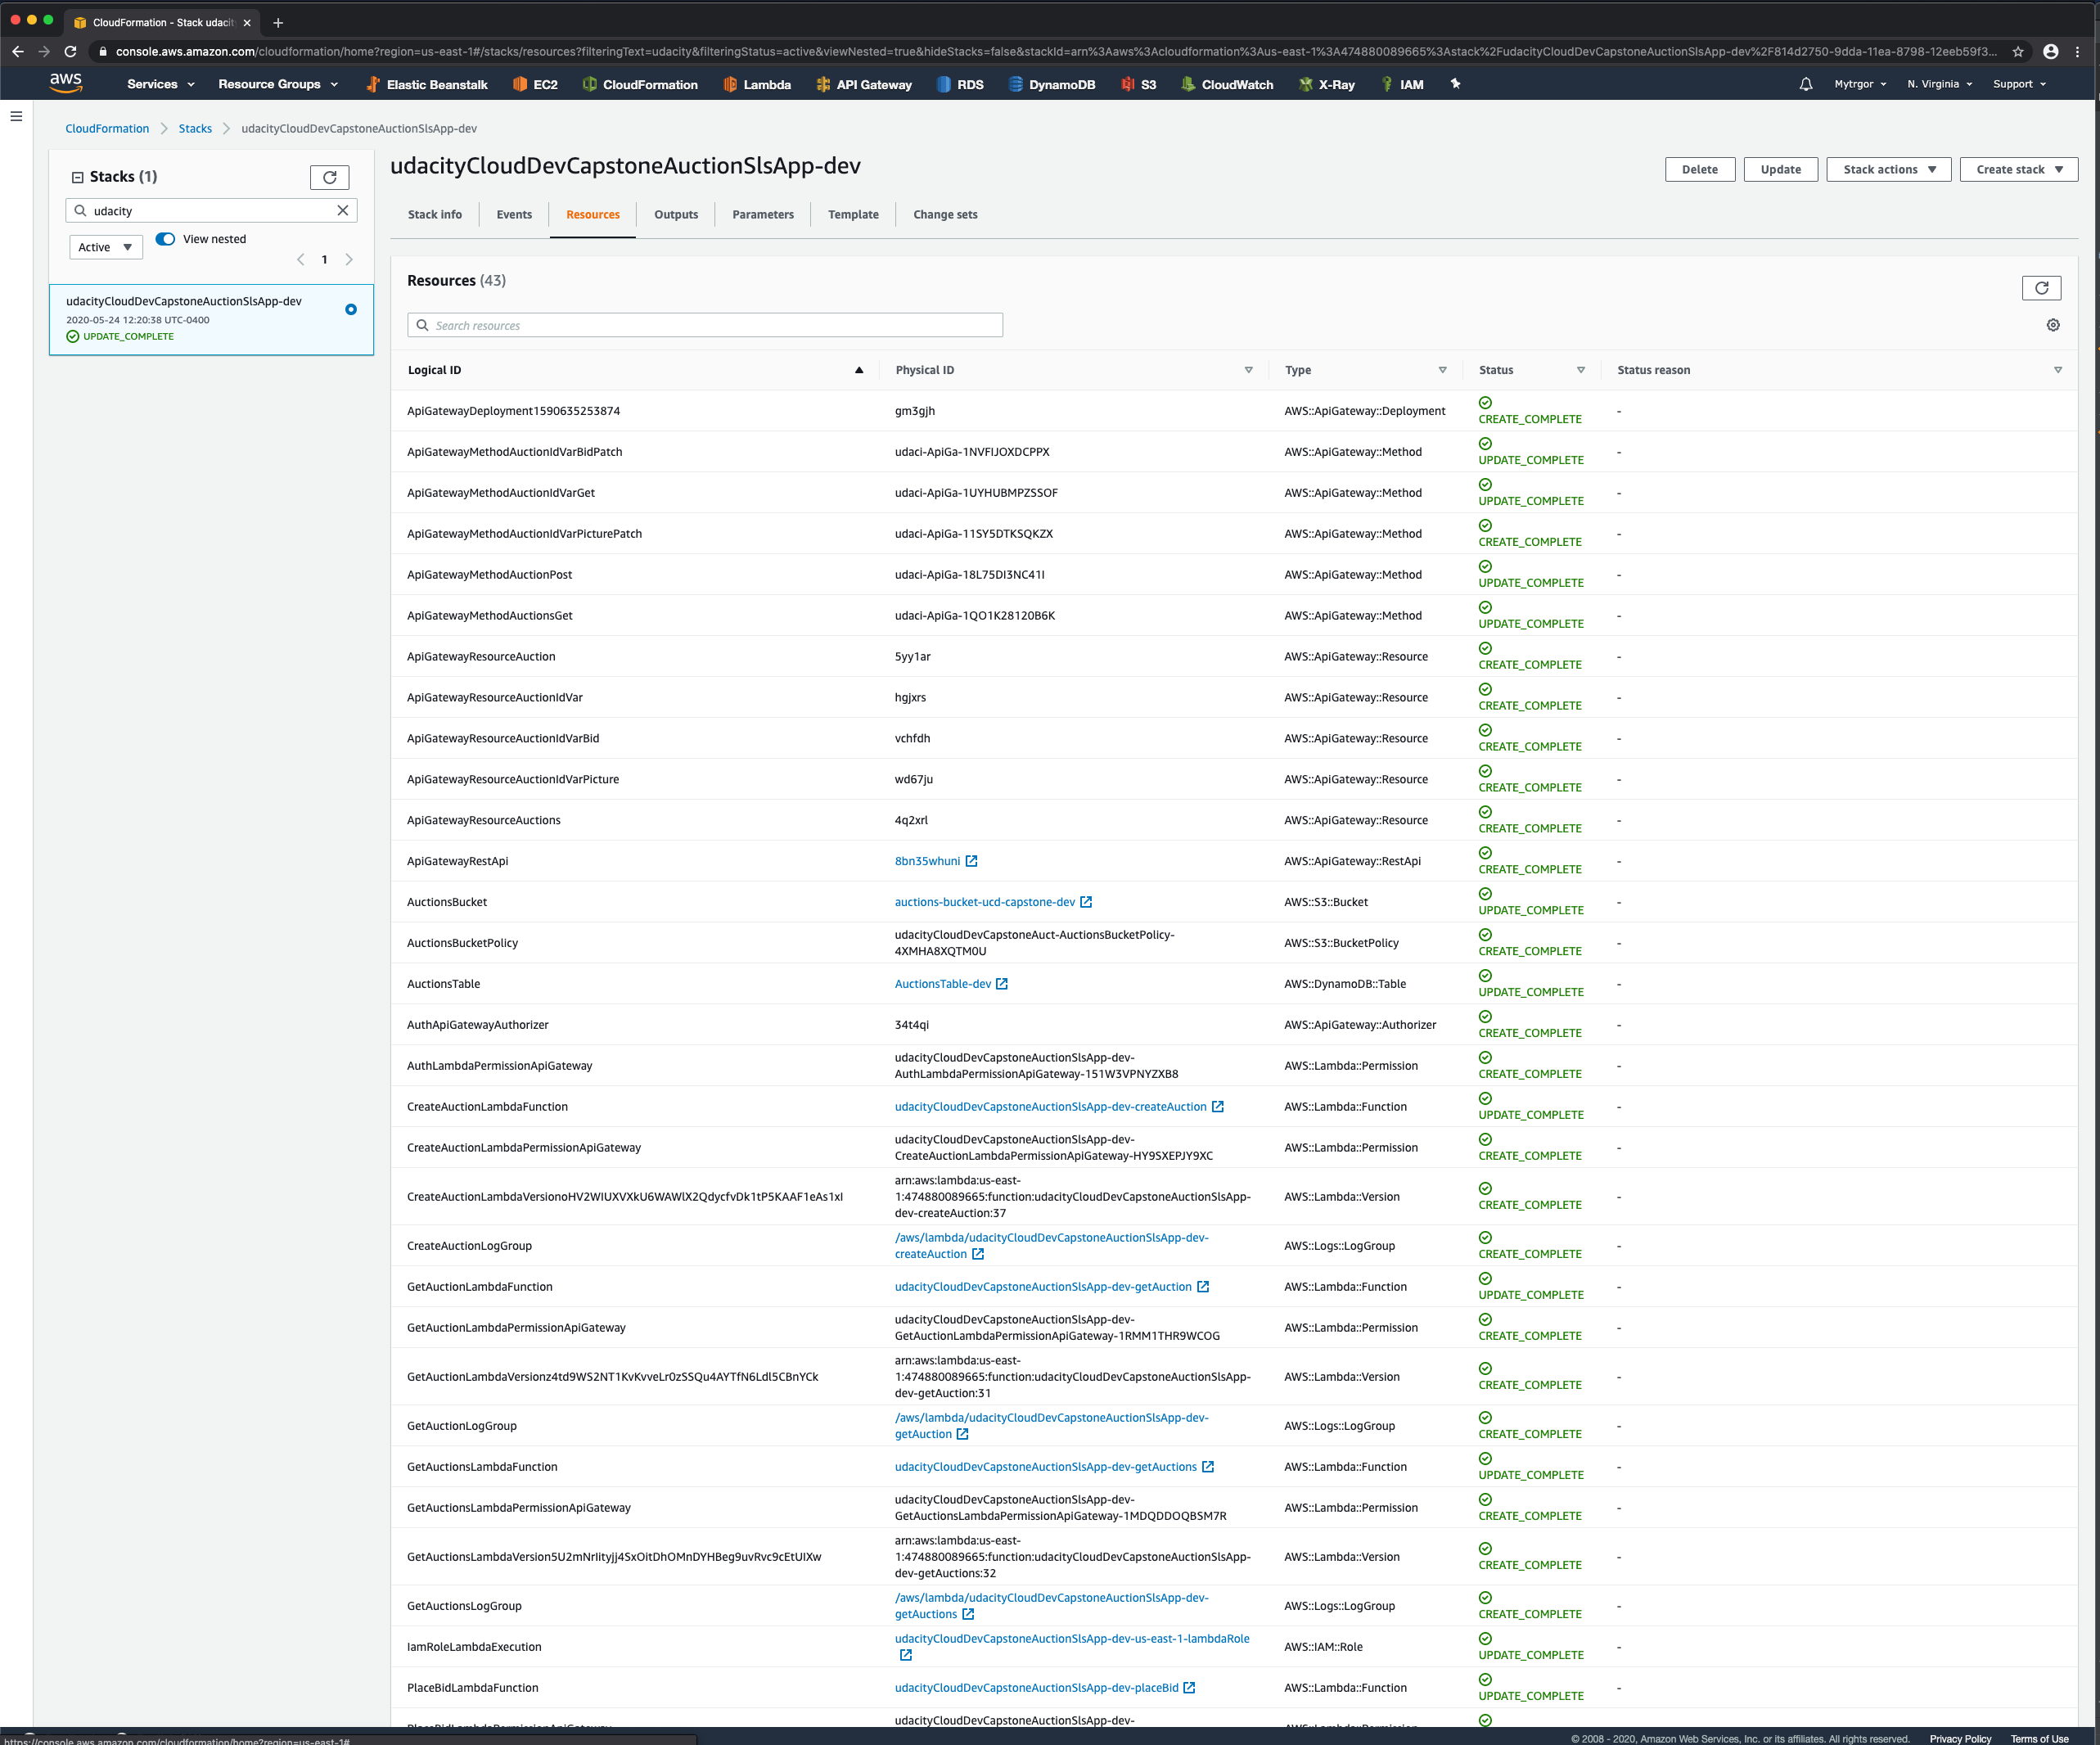 CloudFormation - Stack udacity
console.aws.amazon.com/cloudformation/home?region=us-east-1#/stacks/resources?filteringText=udacity&filteringStatus=active&viewNested=true&hideStacks=false&stackId=arn%3Aaws%3Acloudformation%3Aus-east-1%3A474880089665%3Astack%2FudacityCloudDevCapstoneAuctionSlsApp-dev%2F814d2750-9dda-11ea-8798-12eeb59f3...
aws Services Resource Groups Elastic Beanstalk EC2 CloudFormation Lambda API Gateway RDS DynamoDB S3 CloudWatch X-Ray IAM Mytrgor N. Virginia Support
CloudFormation Stacks udacityCloudDevCapstoneAuctionSlsApp-dev
Stacks (1)
udacity
Active View nested
1
udacityCloudDevCapstoneAuctionSlsApp-dev
2020-05-24 12:20:38 UTC-0400
UPDATE_COMPLETE
udacityCloudDevCapstoneAuctionSlsApp-dev
Delete Update Stack actions Create stack
Stack info Events Resources Outputs Parameters Template Change sets
Resources (43)
Search resources
Logical ID Physical ID Type Status Status reason
ApiGatewayDeployment1590635253874 gm3gjh AWS::ApiGateway::Deployment CREATE_COMPLETE -
ApiGatewayMethodAuctionIdVarBidPatch udaci-ApiGa-1NVFIJOXDCPPX AWS::ApiGateway::Method UPDATE_COMPLETE -
ApiGatewayMethodAuctionIdVarGet udaci-ApiGa-1UYHUBMPZSSOF AWS::ApiGateway::Method UPDATE_COMPLETE -
ApiGatewayMethodAuctionIdVarPicturePatch udaci-ApiGa-11SY5DTKSQKZX AWS::ApiGateway::Method CREATE_COMPLETE -
ApiGatewayMethodAuctionPost udaci-ApiGa-18L75DI3NC41I AWS::ApiGateway::Method UPDATE_COMPLETE -
ApiGatewayMethodAuctionsGet udaci-ApiGa-1QO1K28120B6K AWS::ApiGateway::Method UPDATE_COMPLETE -
ApiGatewayResourceAuction 5yy1ar AWS::ApiGateway::Resource CREATE_COMPLETE -
ApiGatewayResourceAuctionIdVar hgjxrs AWS::ApiGateway::Resource CREATE_COMPLETE -
ApiGatewayResourceAuctionIdVarBid vchfdh AWS::ApiGateway::Resource CREATE_COMPLETE -
ApiGatewayResourceAuctionIdVarPicture wd67ju AWS::ApiGateway::Resource CREATE_COMPLETE -
ApiGatewayResourceAuctions 4q2xrl AWS::ApiGateway::Resource CREATE_COMPLETE -
ApiGatewayRestApi 8bn35whuni AWS::ApiGateway::RestApi CREATE_COMPLETE -
AuctionsBucket auctions-bucket-ucd-capstone-dev AWS::S3::Bucket UPDATE_COMPLETE -
AuctionsBucketPolicy udacityCloudDevCapstoneAuct-AuctionsBucketPolicy-
4XMHA8XQTM0U AWS::S3::BucketPolicy CREATE_COMPLETE -
AuctionsTable AuctionsTable-dev AWS::DynamoDB::Table UPDATE_COMPLETE -
AuthApiGatewayAuthorizer 34t4qi AWS::ApiGateway::Authorizer CREATE_COMPLETE -
AuthLambdaPermissionApiGateway udacityCloudDevCapstoneAuctionSlsApp-dev-
AuthLambdaPermissionApiGateway-151W3VPNYZXB8 AWS::Lambda::Permission CREATE_COMPLETE -
CreateAuctionLambdaFunction udacityCloudDevCapstoneAuctionSlsApp-dev-createAuction AWS::Lambda::Function UPDATE_COMPLETE -
CreateAuctionLambdaPermissionApiGateway udacityCloudDevCapstoneAuctionSlsApp-dev-
CreateAuctionLambdaPermissionApiGateway-HY9SXEPJY9XC AWS::Lambda::Permission CREATE_COMPLETE -
CreateAuctionLambdaVersionoHV2WIUXVXkU6WAWlX2QdycfvDk1tP5KAAF1eAs1xI arn:aws:lambda:us-east-
1:474880089665:function:udacityCloudDevCapstoneAuctionSlsApp-
dev-createAuction:37 AWS::Lambda::Version CREATE_COMPLETE -
CreateAuctionLogGroup /aws/lambda/udacityCloudDevCapstoneAuctionSlsApp-dev-
createAuction AWS::Logs::LogGroup CREATE_COMPLETE -
GetAuctionLambdaFunction udacityCloudDevCapstoneAuctionSlsApp-dev-getAuction AWS::Lambda::Function UPDATE_COMPLETE -
GetAuctionLambdaPermissionApiGateway udacityCloudDevCapstoneAuctionSlsApp-dev-
GetAuctionLambdaPermissionApiGateway-1RMM1THR9WCOG AWS::Lambda::Permission CREATE_COMPLETE -
GetAuctionLambdaVersionz4td9WS2NT1KvKvveLr0zSSQu4AYTfN6Ldl5CBnYCk arn:aws:lambda:us-east-
1:474880089665:function:udacityCloudDevCapstoneAuctionSlsApp-
dev-getAuction:31 AWS::Lambda::Version CREATE_COMPLETE -
GetAuctionLogGroup /aws/lambda/udacityCloudDevCapstoneAuctionSlsApp-dev-
getAuction AWS::Logs::LogGroup CREATE_COMPLETE -
GetAuctionsLambdaFunction udacityCloudDevCapstoneAuctionSlsApp-dev-getAuctions AWS::Lambda::Function UPDATE_COMPLETE -
GetAuctionsLambdaPermissionApiGateway udacityCloudDevCapstoneAuctionSlsApp-dev-
GetAuctionsLambdaPermissionApiGateway-1MDQDDOQBSM7R AWS::Lambda::Permission CREATE_COMPLETE -
GetAuctionsLambdaVersion5U2mNrIityjj4SxOitDhOMnDYHBeg9uvRvc9cEtUIXw arn:aws:lambda:us-east-
1:474880089665:function:udacityCloudDevCapstoneAuctionSlsApp-
dev-getAuctions:32 AWS::Lambda::Version CREATE_COMPLETE -
GetAuctionsLogGroup /aws/lambda/udacityCloudDevCapstoneAuctionSlsApp-dev-
getAuctions AWS::Logs::LogGroup CREATE_COMPLETE -
IamRoleLambdaExecution udacityCloudDevCapstoneAuctionSlsApp-dev-us-east-1-lambdaRole AWS::IAM::Role UPDATE_COMPLETE -
PlaceBidLambdaFunction udacityCloudDevCapstoneAuctionSlsApp-dev-placeBid AWS::Lambda::Function UPDATE_COMPLETE -
udacityCloudDevCapstoneAuctionSlsApp-dev-
https://console.aws.amazon.com/cloudformation/home?region=us-east-1#
© 2008 - 2020, Amazon Web Services, Inc. or its affiliates. All rights reserved. Privacy Policy Terms of Use